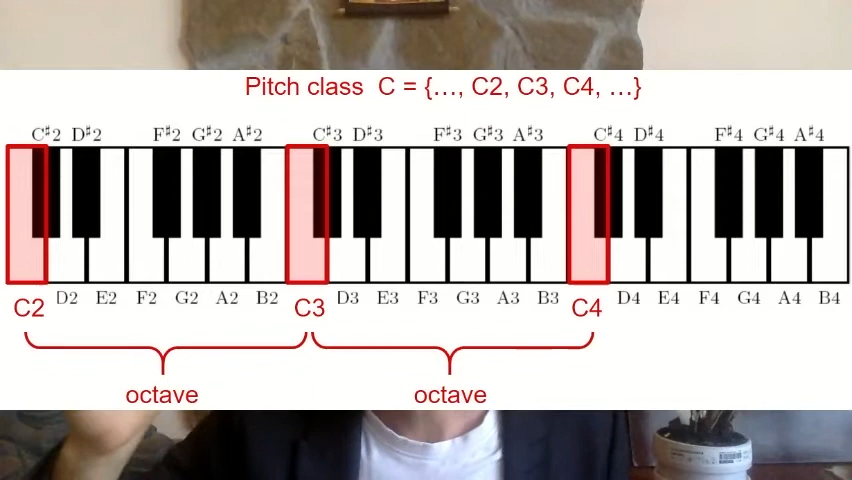 Pitch class C = {…, C2, C3, C4, …}
C♯2 D♯2 F♯2 G♯2 A♯2 C♯3 D♯3 F♯3 G♯3 A♯3 C♯4 D♯4 F♯4 G♯4 A♯4
C2 D2 E2 F2 G2 A2 B2 C3 D3 E3 F3 G3 A3 B3 C4 D4 E4 F4 G4 A4 B4
octave octave